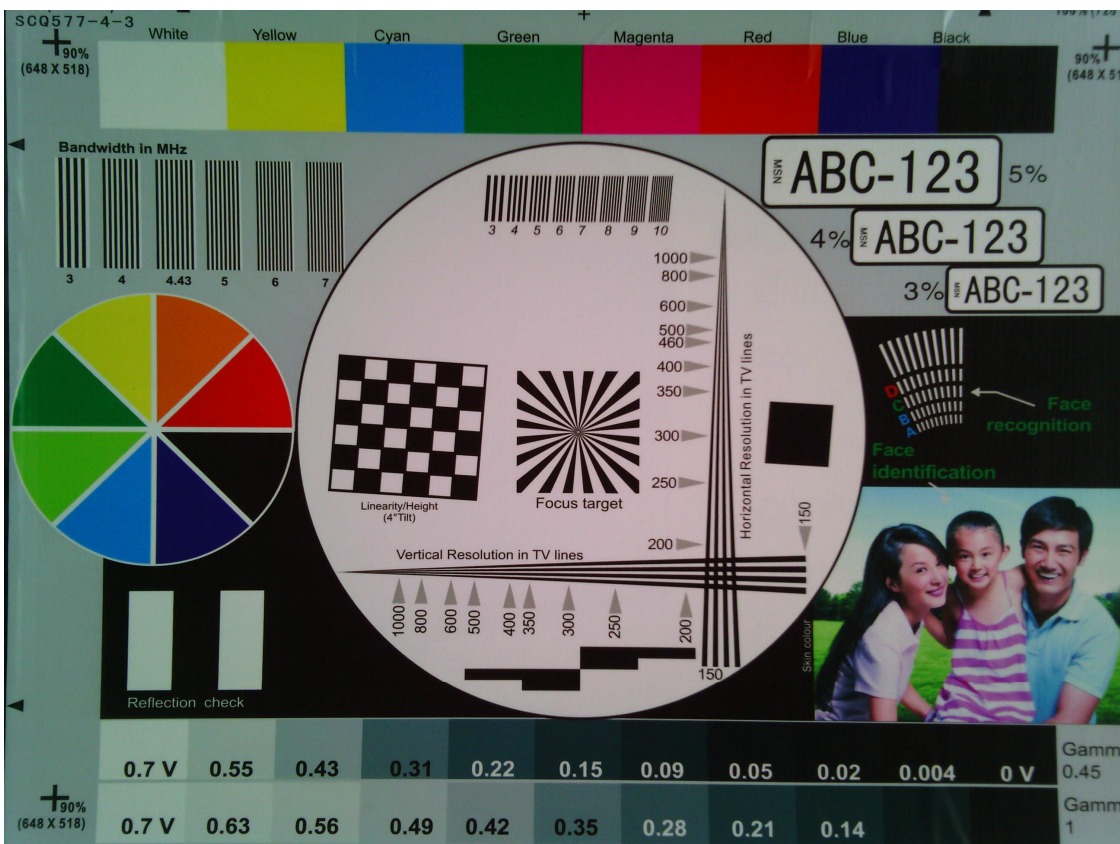 SCQ577-4-3
White Yellow Cyan Green Magenta Red Blue Black
90%
(648 X 518)
90%
(648 X 51
Bandwidth in MHz
3 4 4.43 5 6 7
3 4 5 6 7 8 9 10
MSN ABC-123 5%
4% MSN ABC-123
3% MSN ABC-123
1000
800
600
500
460
400
350
300
250
200
Horizontal Resolution in TV lines
150
D
C
B
A
Face
recognition
Face
identification
Linearity/Height
(4°Tilt)
Focus target
Vertical Resolution in TV lines
1000 800 600 500 400 350 300 250 200
150
Skin colour
Reflection check
0.7 V 0.55 0.43 0.31 0.22 0.15 0.09 0.05 0.02 0.004 0 V
Gamm
0.45
90%
(648 X 518)
0.7 V 0.63 0.56 0.49 0.42 0.35 0.28 0.21 0.14
Gamm
1